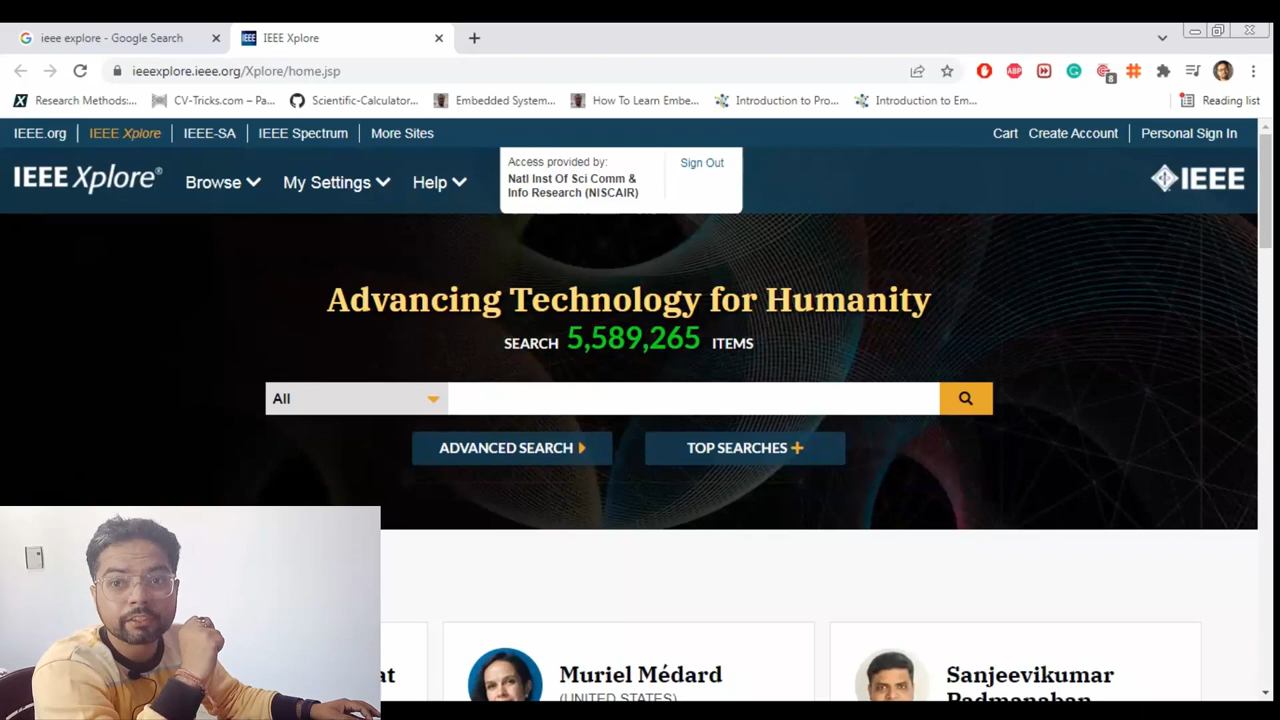 ieee explore - Google Search
IEEE Xplore
ieeexplore.ieee.org/Xplore/home.jsp
ABP
8
Research Methods:...
CV-Tricks.com – Pa...
Scientific-Calculator...
Embedded System...
How To Learn Embe...
Introduction to Pro...
Introduction to Em...
Reading list
IEEE.org
IEEE Xplore
IEEE-SA
IEEE Spectrum
More Sites
Cart
Create Account
Personal Sign In
IEEE Xplore®
Browse
My Settings
Help
Access provided by:
Natl Inst Of Sci Comm &
Info Research (NISCAIR)
Sign Out
IEEE
Advancing Technology for Humanity
SEARCH 5,589,265 ITEMS
All
ADVANCED SEARCH
TOP SEARCHES
at
Muriel Médard
(UNITED STATES)
Sanjeevikumar
Padmanaban